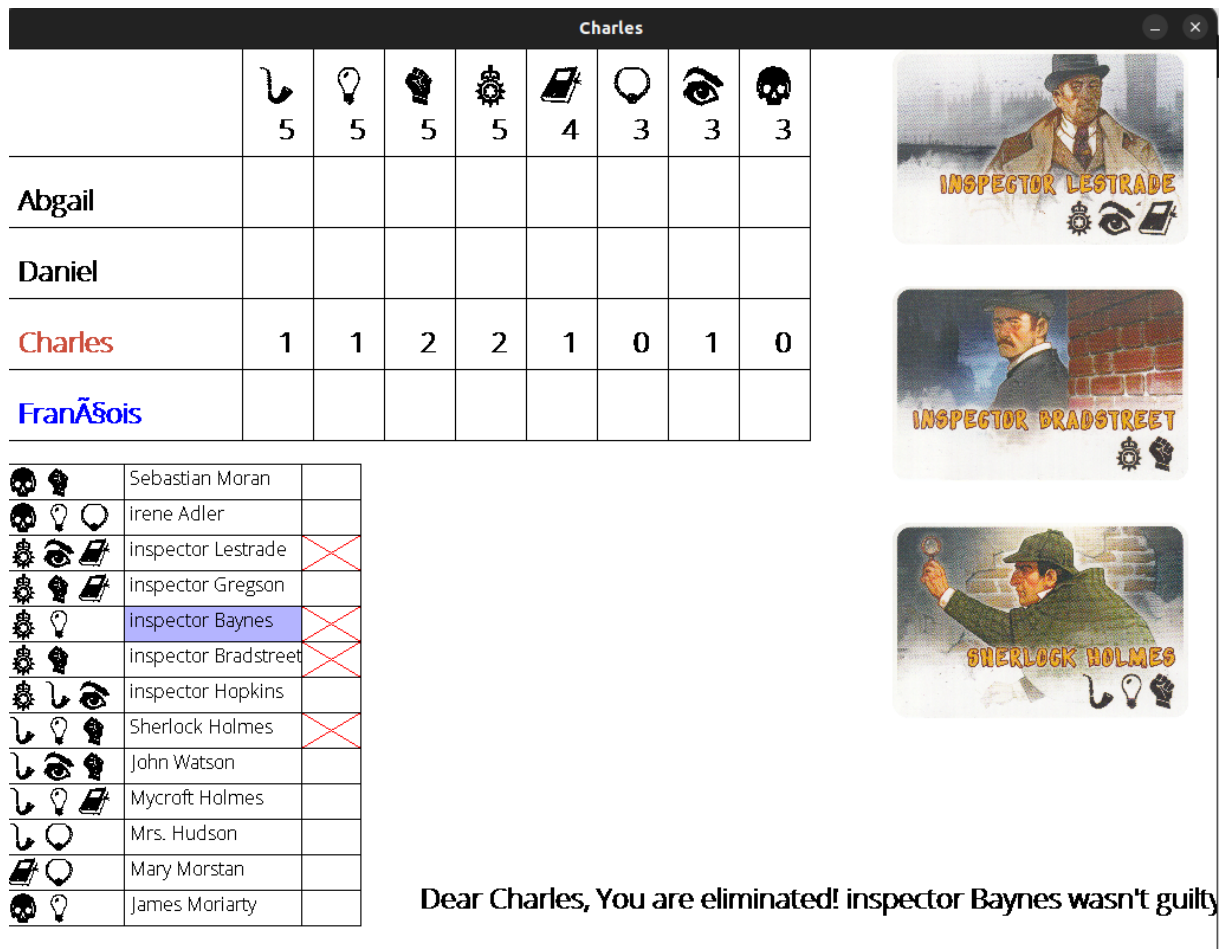 Charles
5 5 5 5 4 3 3 3
Abgail
Daniel
Charles 1 1 2 2 1 0 1 0
FranÃ§ois
INSPECTOR LESTRADE
INSPECTOR BRADSTREET
SHERLOCK HOLMES
Sebastian Moran
irene Adler
inspector Lestrade
inspector Gregson
inspector Baynes
inspector Bradstreet
inspector Hopkins
Sherlock Holmes
John Watson
Mycroft Holmes
Mrs. Hudson
Mary Morstan
James Moriarty
Dear Charles, You are eliminated! inspector Baynes wasn't guilty